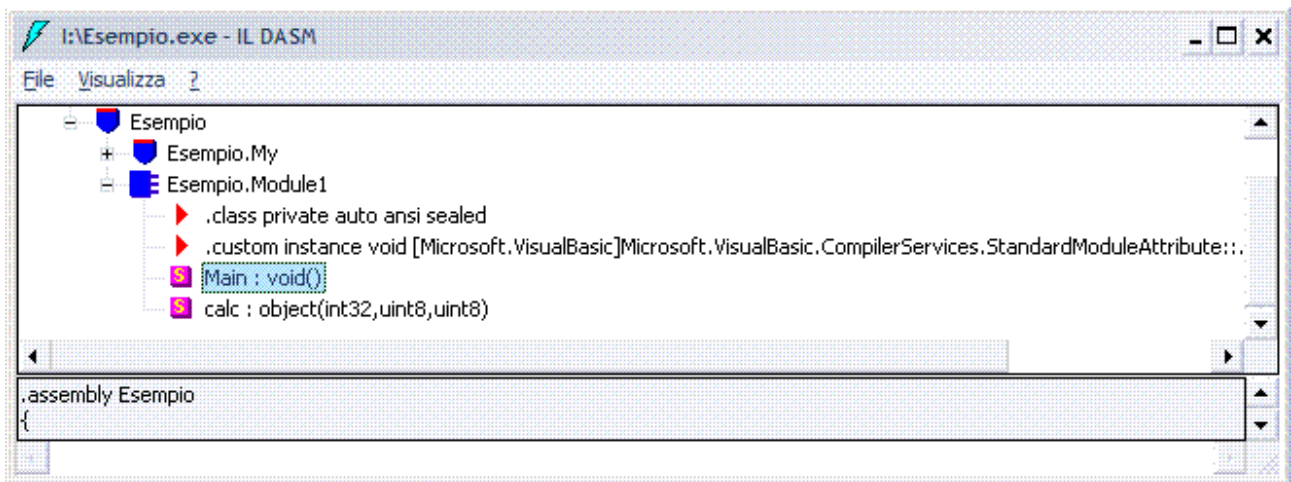 I:\Esempio.exe - IL DASM
File Visualizza ?
Esempio
Esempio.My
Esempio.Module1
.class private auto ansi sealed
.custom instance void [Microsoft.VisualBasic]Microsoft.VisualBasic.CompilerServices.StandardModuleAttribute::.
S Main : void()
S calc : object(int32,uint8,uint8)
.assembly Esempio
{